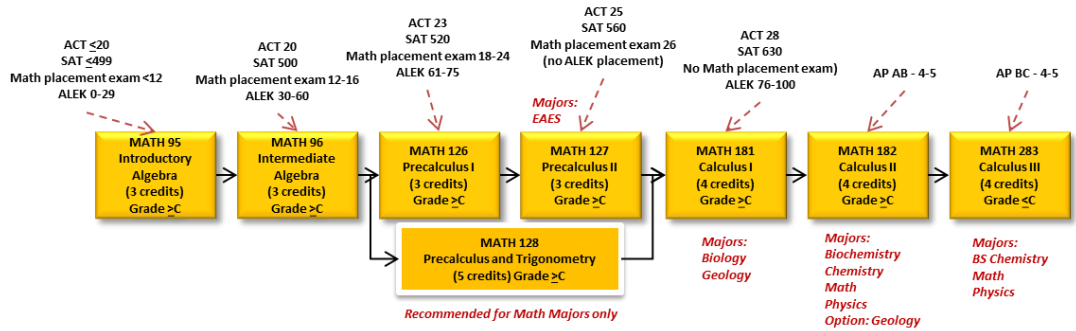 ACT ≤20
SAT ≤499
Math placement exam <12
ALEK 0-29
ACT 20
SAT 500
Math placement exam 12-16
ALEK 30-60
ACT 23
SAT 520
Math placement exam 18-24
ALEK 61-75
ACT 25
SAT 560
Math placement exam 26
(no ALEK placement)
ACT 28
SAT 630
No Math placement exam)
ALEK 76-100
AP AB - 4-5
AP BC - 4-5
Majors:
EAES
MATH 95
Introductory
Algebra
(3 credits)
Grade ≥C
MATH 96
Intermediate
Algebra
(3 credits)
Grade ≥C
MATH 126
Precalculus I
(3 credits)
Grade ≥C
MATH 127
Precalculus II
(3 credits)
Grade ≥C
MATH 181
Calculus I
(4 credits)
Grade ≥C
MATH 182
Calculus II
(4 credits)
Grade ≥C
MATH 283
Calculus III
(4 credits)
Grade ≤C
MATH 128
Precalculus and Trigonometry
(5 credits) Grade ≥C
Recommended for Math Majors only
Majors:
Biology
Geology
Majors:
Biochemistry
Chemistry
Math
Physics
Option: Geology
Majors:
BS Chemistry
Math
Physics